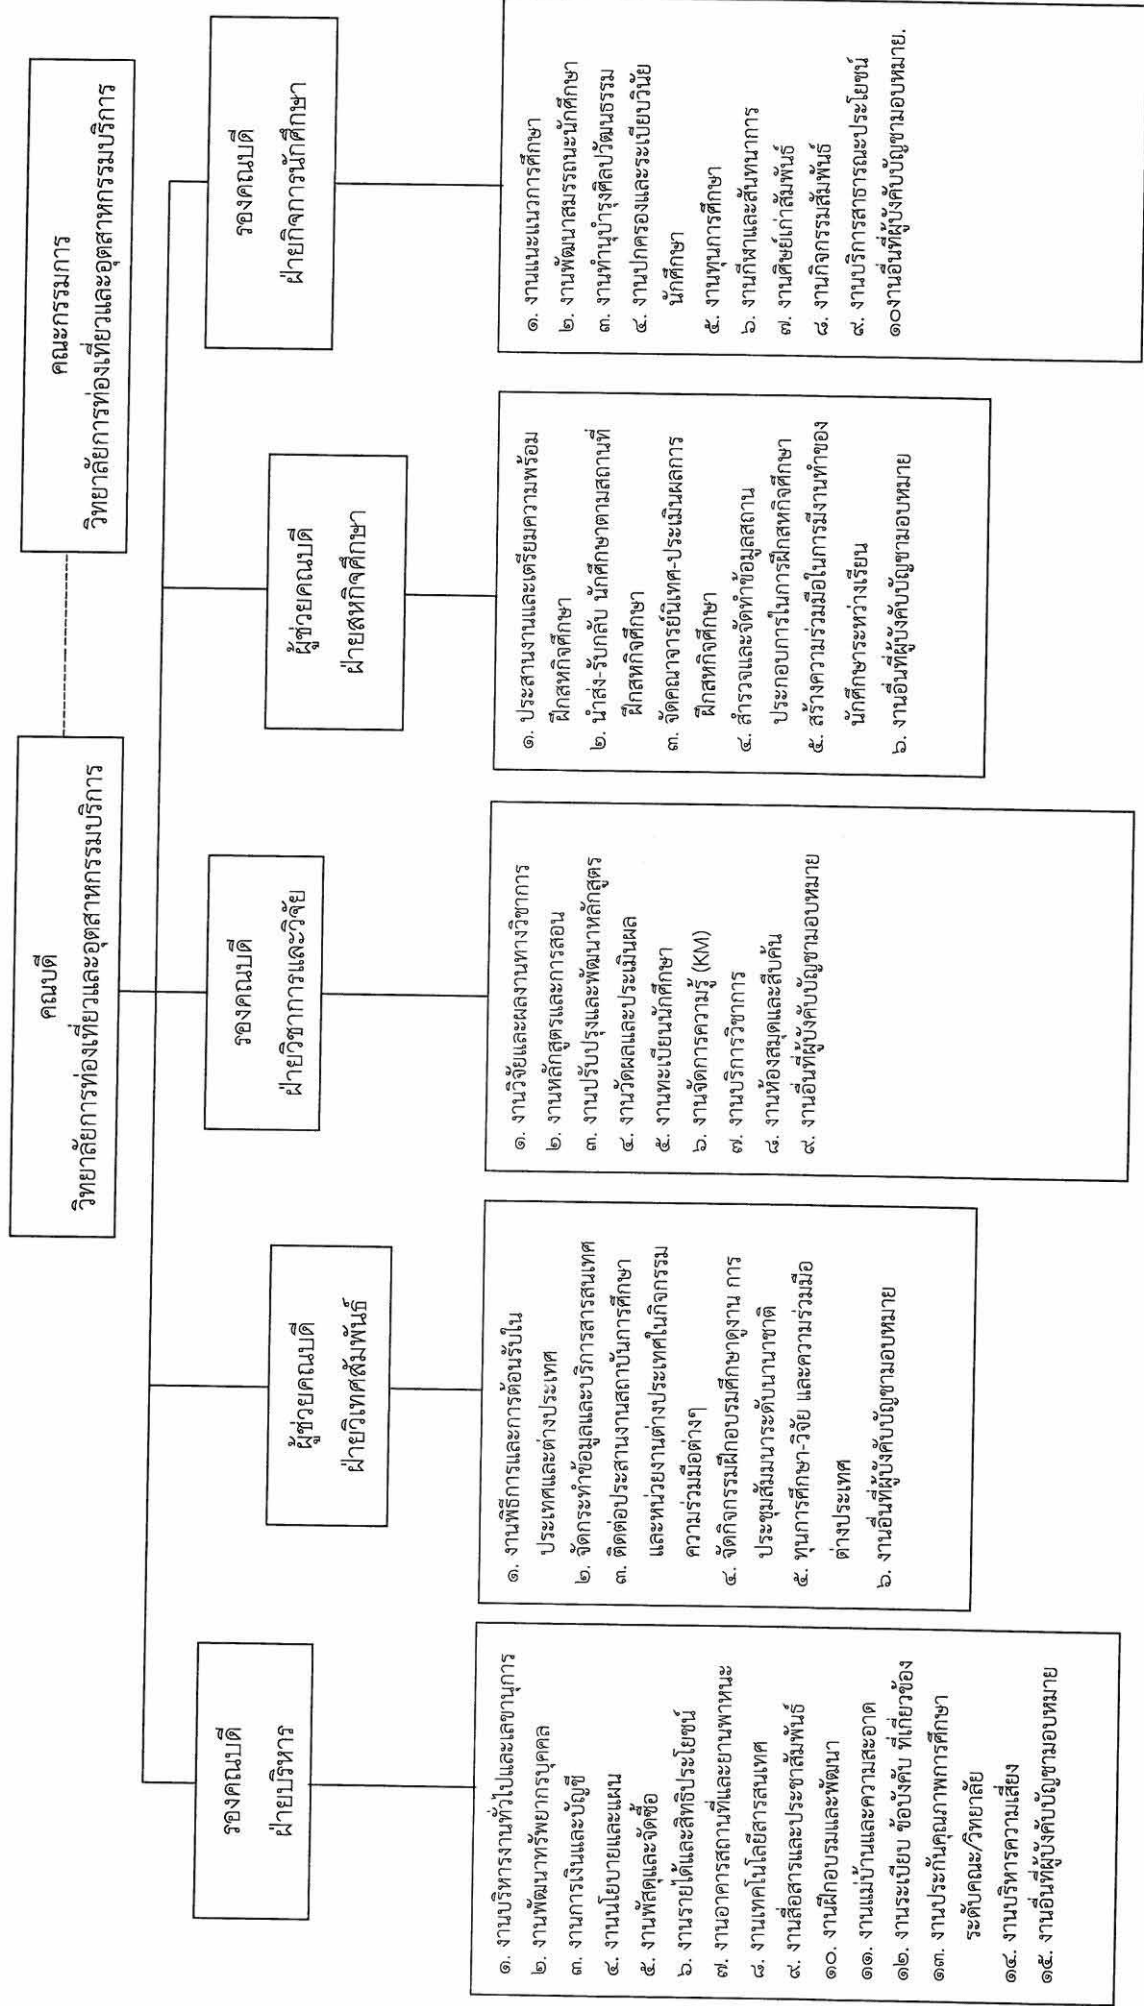 คณบดี
วิทยาลัยการท่องเที่ยวและอุตสาหกรรมบริการ
คณะกรรมการ
วิทยาลัยการท่องเที่ยวและอุตสาหกรรมบริการ
รองคณบดี
ฝ่ายบริหาร
ผู้ช่วยคณบดี
ฝ่ายวิเทศสัมพันธ์
รองคณบดี
ฝ่ายวิชาการและวิจัย
ผู้ช่วยคณบดี
ฝ่ายสหกิจศึกษา
รองคณบดี
ฝ่ายกิจการนักศึกษา
๑. งานบริหารงานทั่วไปและเลขานุการ
๒. งานพัฒนาทรัพยากรบุคคล
๓. งานการเงินและบัญชี
๔. งานนโยบายและแผน
๕. งานพัสดุและจัดซื้อ
๖. งานรายได้และสิทธิประโยชน์
๗. งานอาคารสถานที่และยานพาหนะ
๘. งานเทคโนโลยีสารสนเทศ
๙. งานสื่อสารและประชาสัมพันธ์
๑๐. งานฝึกอบรมและพัฒนา
๑๑. งานแม่บ้านและความสะอาด
๑๒. งานระเบียบ ข้อบังคับ ที่เกี่ยวข้อง
๑๓. งานประกันคุณภาพการศึกษา
ระดับคณะ/วิทยาลัย
๑๔. งานบริหารความเสี่ยง
๑๕. งานอื่นที่ผู้บังคับบัญชามอบหมาย
๑. งานพิธีการและการต้อนรับใน
ประเทศและต่างประเทศ
๒. จัดกระทำข้อมูลและบริการสารสนเทศ
๓. ติดต่อประสานงานสถาบันการศึกษา
และหน่วยงานต่างประเทศในกิจกรรม
ความร่วมมือต่างๆ
๔. จัดกิจกรรมฝึกอบรมศึกษาดูงาน การ
ประชุมสัมมนาระดับนานาชาติ
๕. ทุนการศึกษา-วิจัย และความร่วมมือ
ต่างประเทศ
๖. งานอื่นที่ผู้บังคับบัญชามอบหมาย
๑. งานวิจัยและผลงานทางวิชาการ
๒. งานหลักสูตรและการสอน
๓. งานปรับปรุงและพัฒนาหลักสูตร
๔. งานวัดผลและประเมินผล
๕. งานทะเบียนนักศึกษา
๖. งานจัดการความรู้ (KM)
๗. งานบริการวิชาการ
๘. งานห้องสมุดและสืบค้น
๙. งานอื่นที่ผู้บังคับบัญชามอบหมาย
๑. ประสานงานและเตรียมความพร้อม
ฝึกสหกิจศึกษา
๒. นำส่ง-รับกลับ นักศึกษาตามสถานที่
ฝึกสหกิจศึกษา
๓. จัดคณาจารย์นิเทศ-ประเมินผลการ
ฝึกสหกิจศึกษา
๔. สำรวจและจัดทำข้อมูลสถาน
ประกอบการในการฝึกสหกิจศึกษา
๕. สร้างความร่วมมือในการมีงานทำของ
นักศึกษาระหว่างเรียน
๖. งานอื่นที่ผู้บังคับบัญชามอบหมาย
๑. งานแนะแนวการศึกษา
๒. งานพัฒนาสมรรถนะนักศึกษา
๓. งานทำนุบำรุงศิลปวัฒนธรรม
๔. งานปกครองและระเบียบวินัย
นักศึกษา
๕. งานทุนการศึกษา
๖. งานกีฬาและสันทนาการ
๗. งานศิษย์เก่าสัมพันธ์
๘. งานกิจกรรมสัมพันธ์
๙. งานบริการสาธารณะประโยชน์
๑๐งานอื่นที่ผู้บังคับบัญชามอบหมาย.